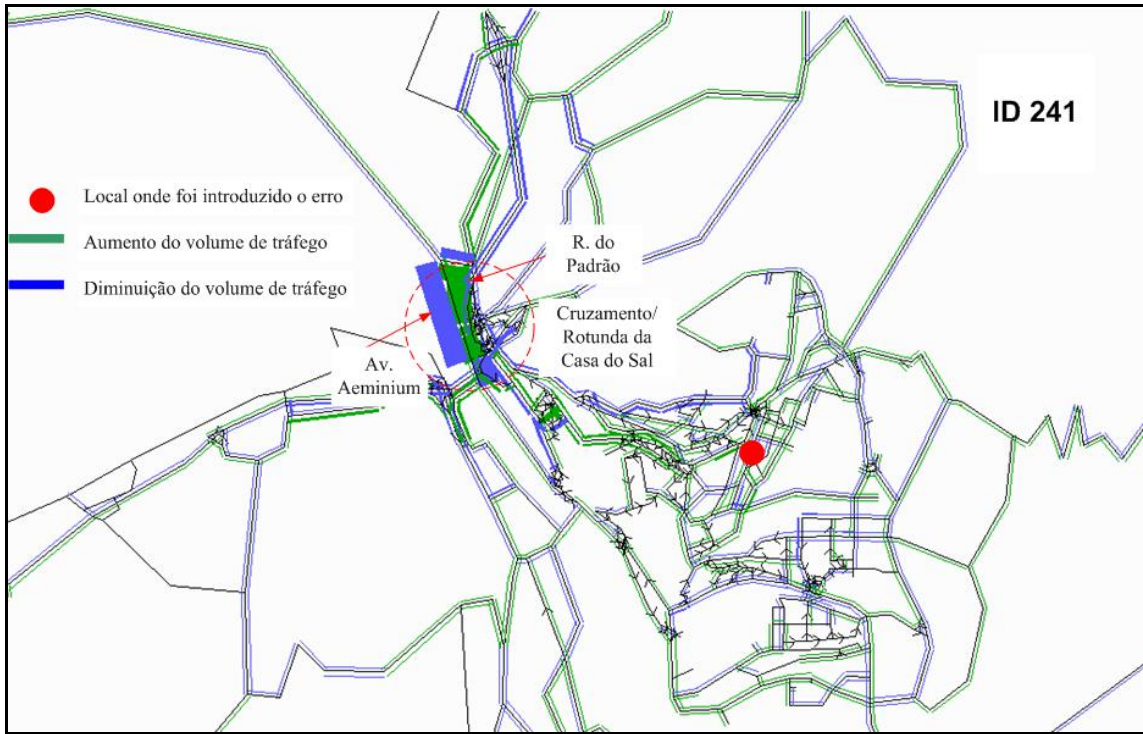 ID 241
Local onde foi introduzido o erro
Aumento do volume de tráfego
Diminuição do volume de tráfego
R. do
Padrão
Cruzamento/
Rotunda da
Casa do Sal
Av.
Aeminium